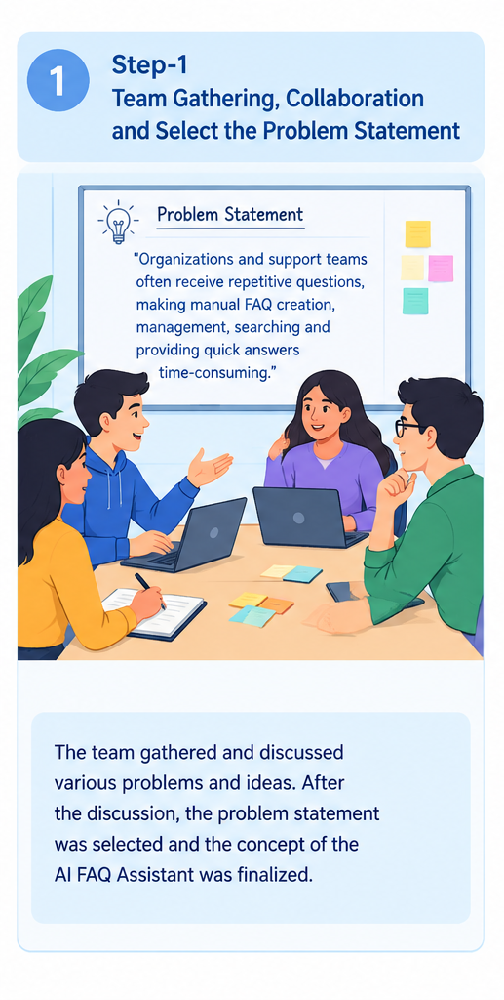 1
Step-1
Team Gathering, Collaboration
and Select the Problem Statement
Problem Statement
"Organizations and support teams
often receive repetitive questions,
making manual FAQ creation,
management, searching and
providing quick answers
time-consuming."
The team gathered and discussed
various problems and ideas. After
the discussion, the problem statement
was selected and the concept of the
AI FAQ Assistant was finalized.